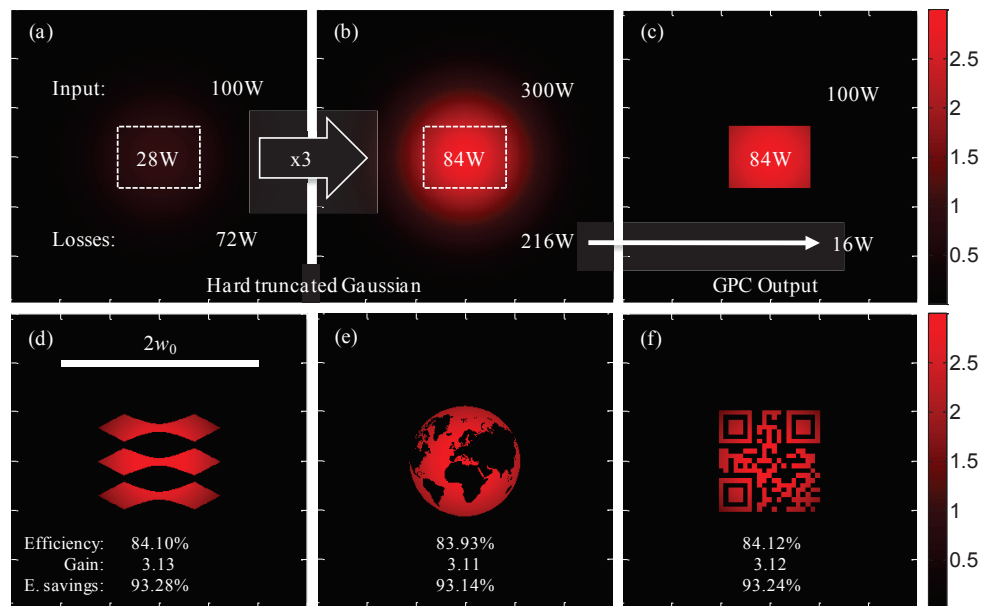 (a)
(b)
(c)
Input: 100W
300W
100W
28W
x3
84W
84W
Losses: 72W
216W
16W
Hard truncated Gaussian
GPC Output
2.5
2
1.5
1
0.5
(d)
(e)
(f)
2w₀
Efficiency: 84.10% 83.93% 84.12%
Gain: 3.13 3.11 3.12
E. savings: 93.28% 93.14% 93.24%
2.5
2
1.5
1
0.5